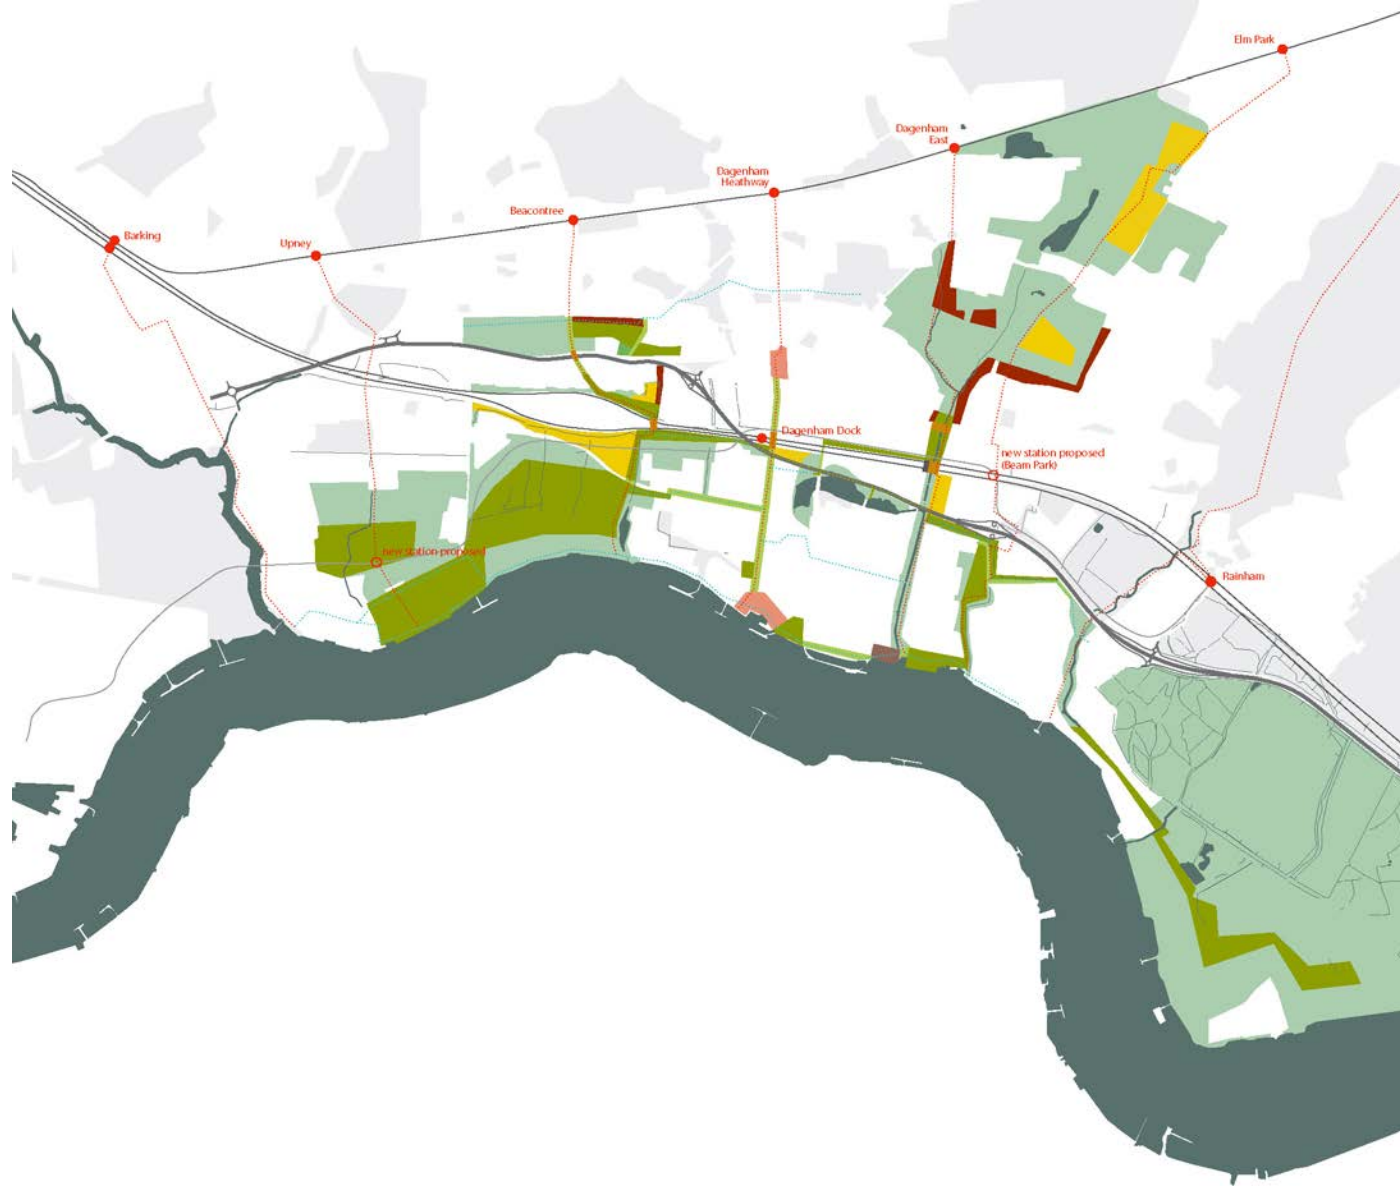 Elm Park
Dagenham
East
Dagenham
Heathway
Beacontree
Barking
Upney
Dagenham Dock
new station proposed
(Beam Park)
new station proposed
Rainham